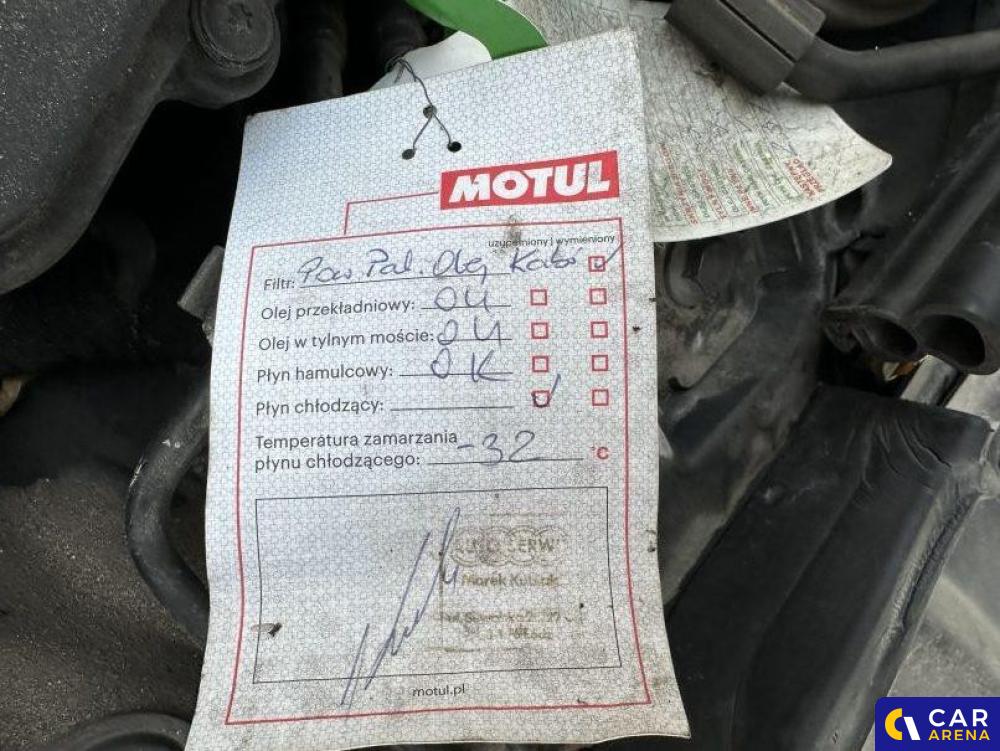 MOTUL
uzupełniony | wymieniony
Filtr: Pow Pal. Olej Kabi
Olej przekładniowy: OK
Olej w tylnym moście: OK
Płyn hamulcowy: OK
Płyn chłodzący:
Temperatura zamarzania
płynu chłodzącego: -32 °C
Marek
motul.pl
CAR
ARENA